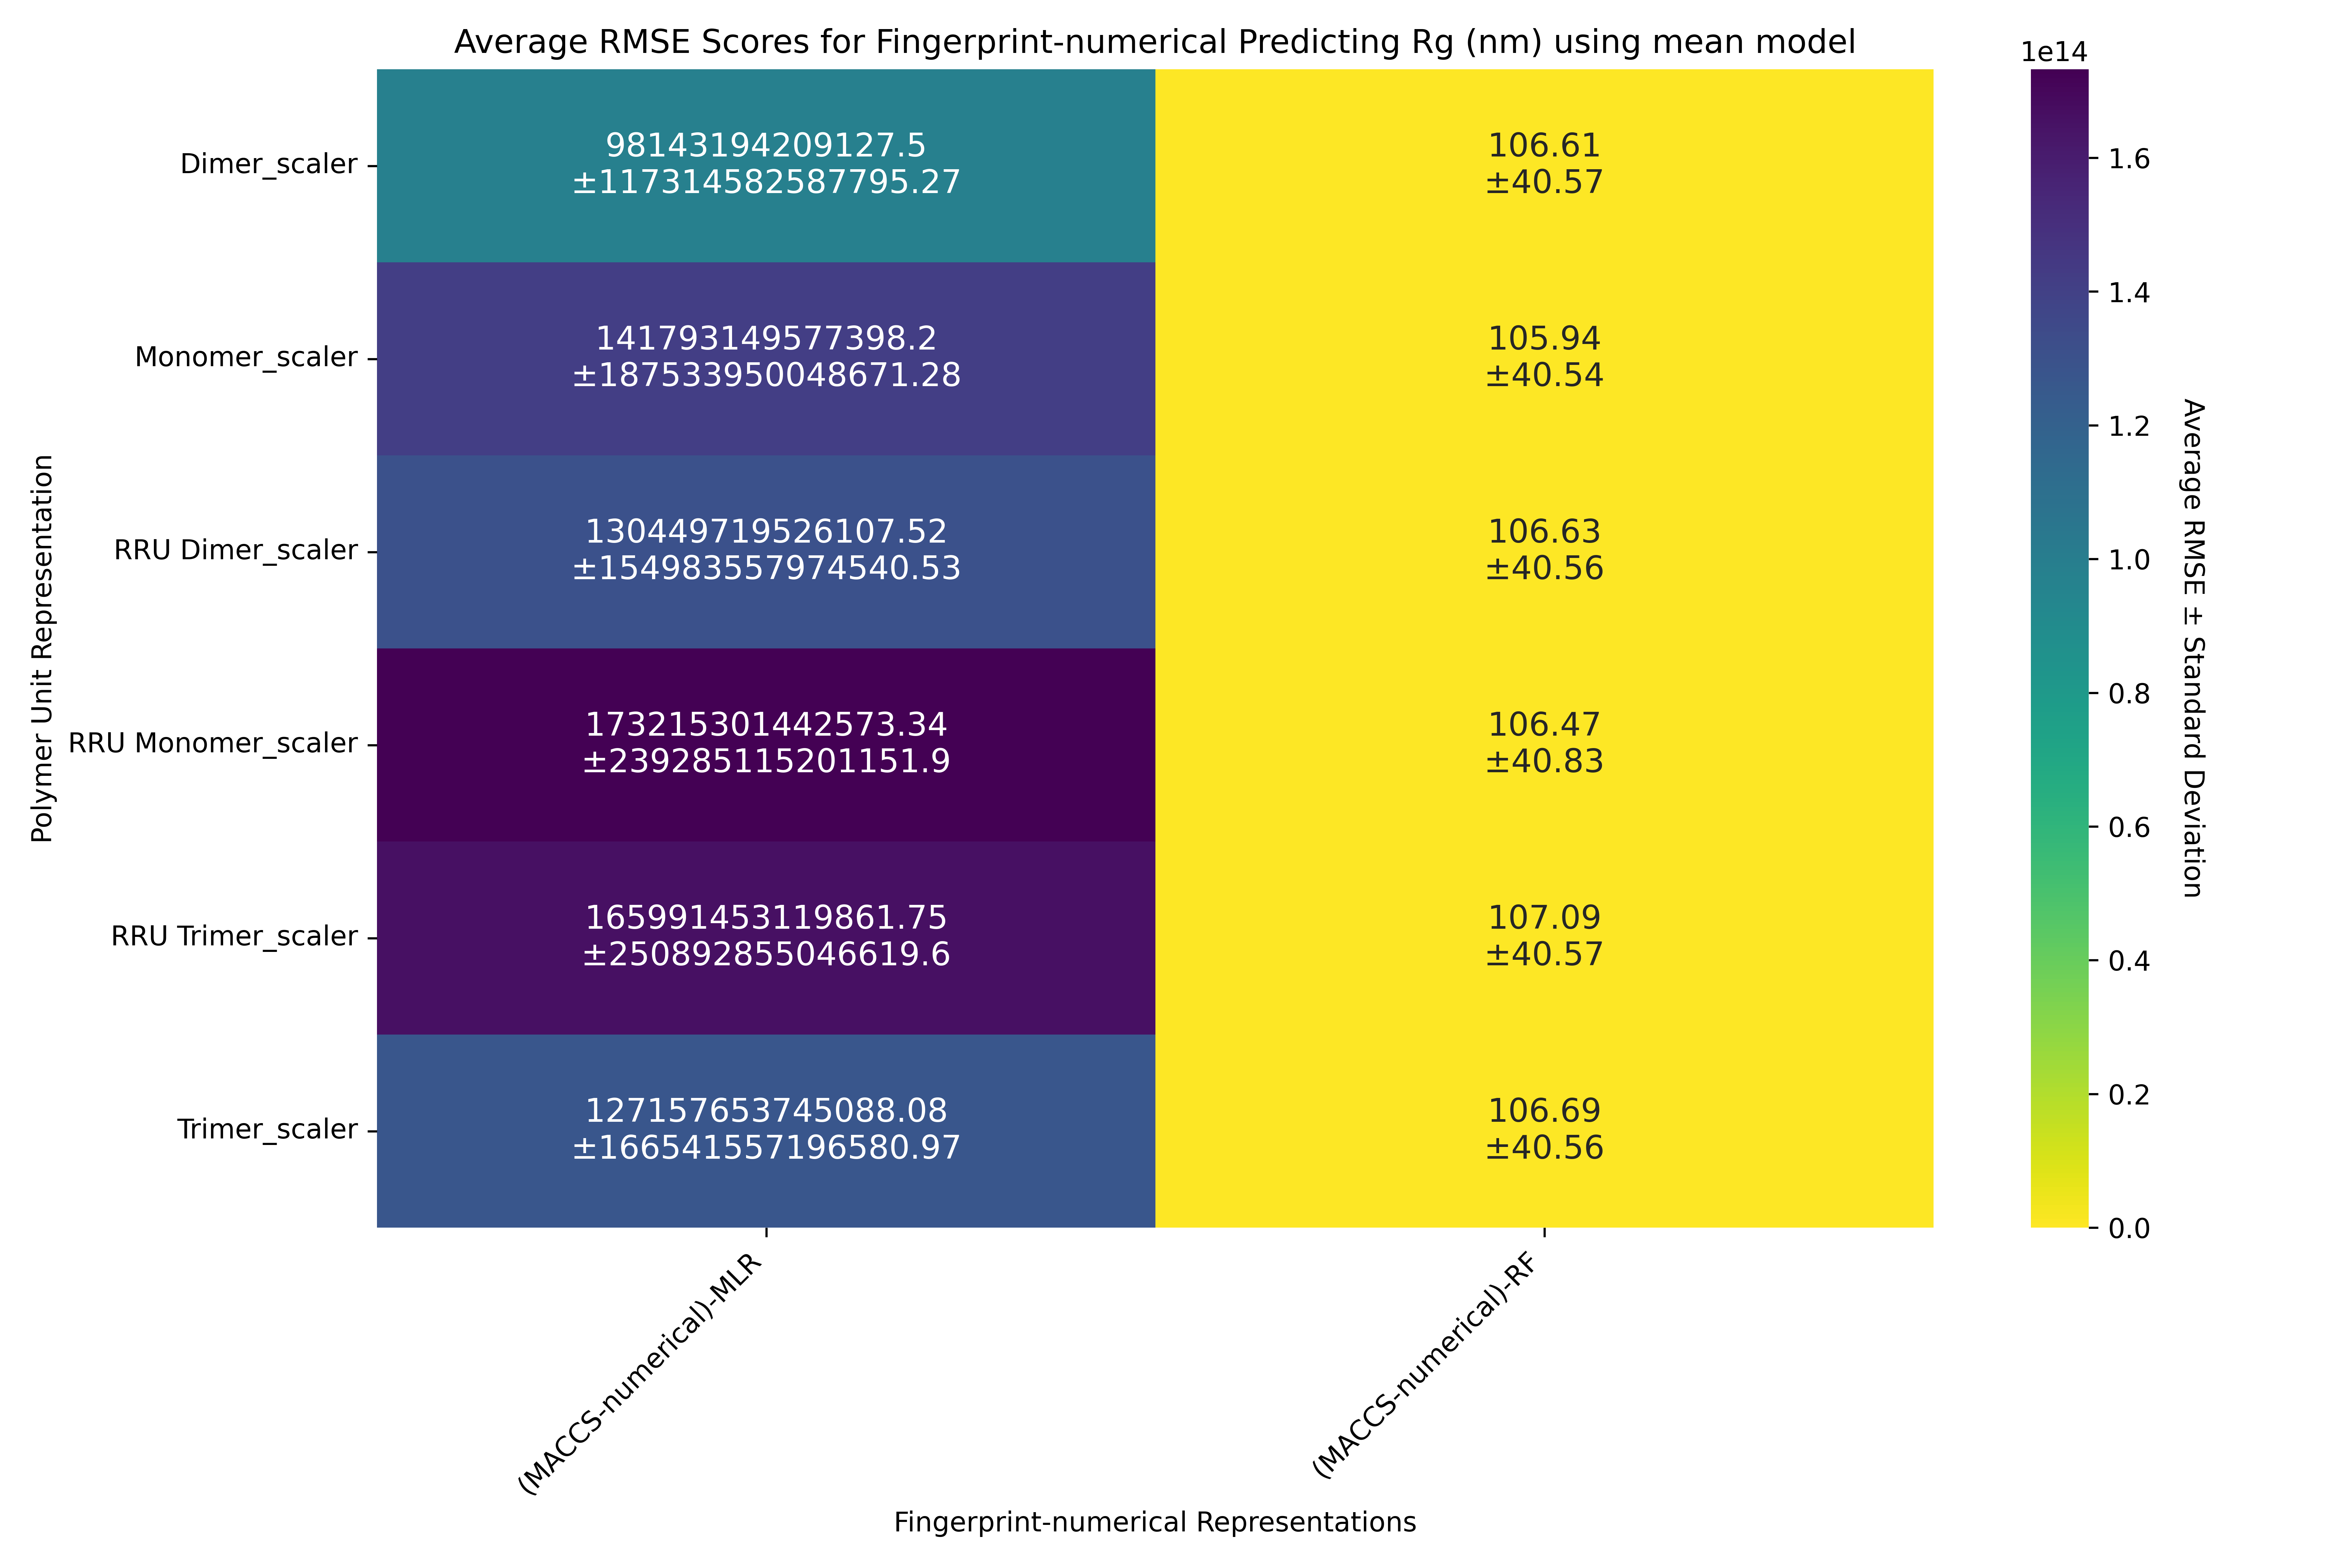 Average RMSE Scores for Fingerprint-numerical Predicting Rg (nm) using mean model
1e14
Dimer_scaler
98143194209127.5
±117314582587795.27
106.61
±40.57
Monomer_scaler
141793149577398.2
±187533950048671.28
105.94
±40.54
RRU Dimer_scaler
130449719526107.52
±154983557974540.53
106.63
±40.56
RRU Monomer_scaler
173215301442573.34
±239285115201151.9
106.47
±40.83
RRU Trimer_scaler
165991453119861.75
±250892855046619.6
107.09
±40.57
Trimer_scaler
127157653745088.08
±166541557196580.97
106.69
±40.56
Polymer Unit Representation
(MACCS-numerical)-MLR
(MACCS-numerical)-RF
Fingerprint-numerical Representations
1.6
1.4
1.2
1.0
0.8
0.6
0.4
0.2
0.0
Average RMSE ± Standard Deviation